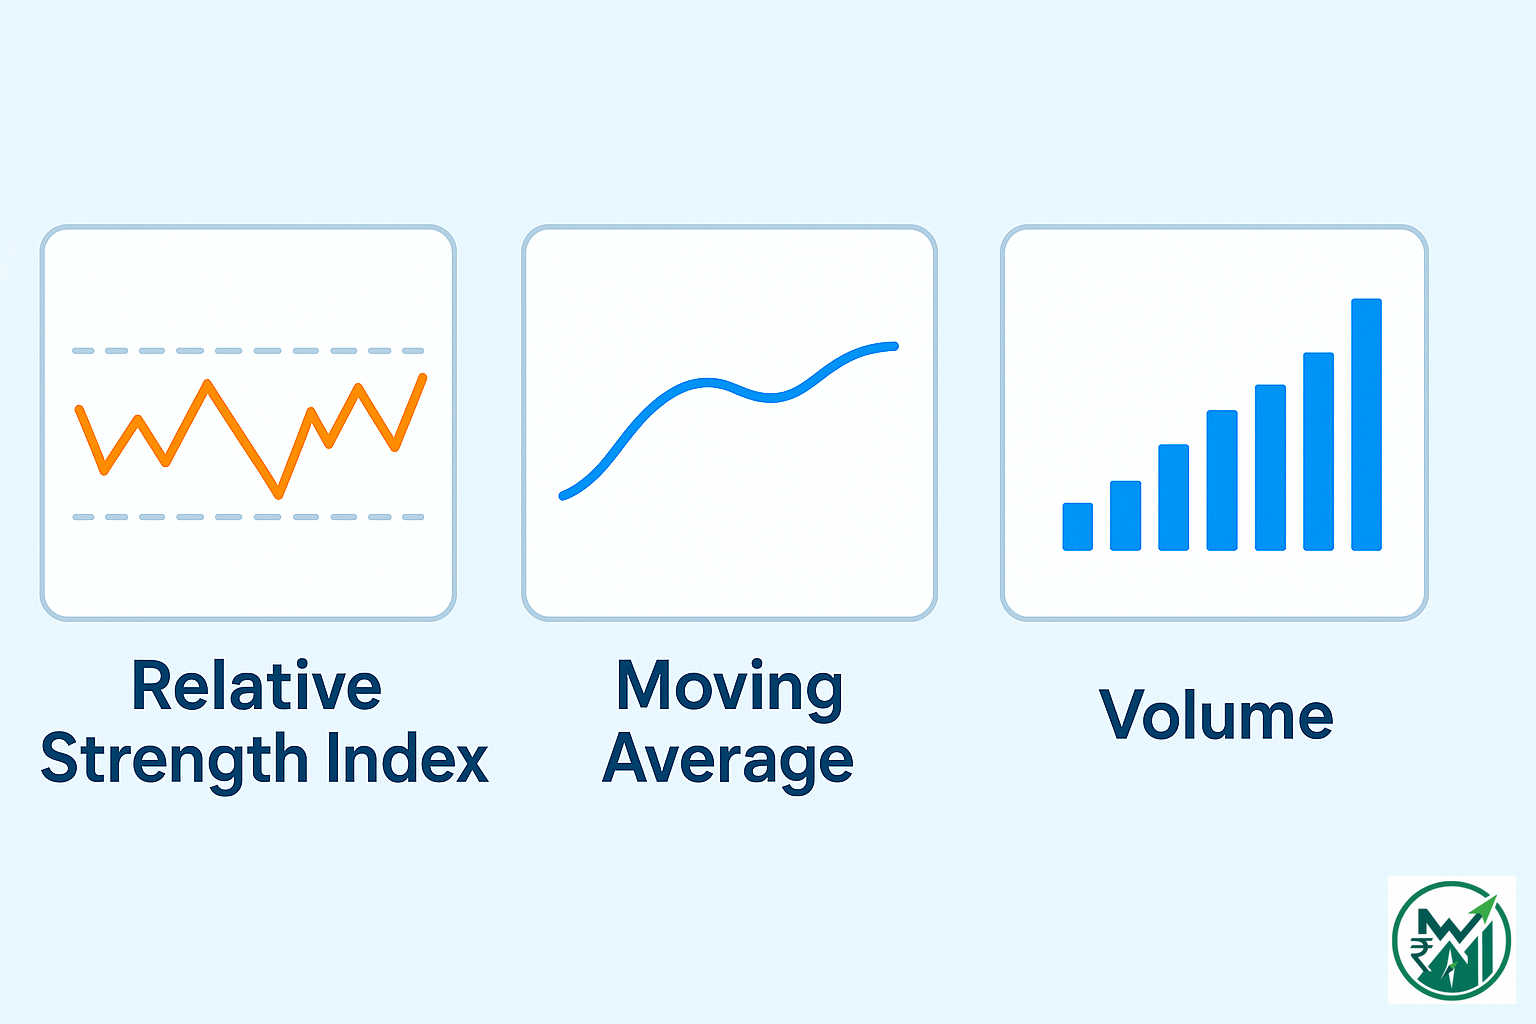 Relative
Strength Index
Moving
Average
Volume
₹